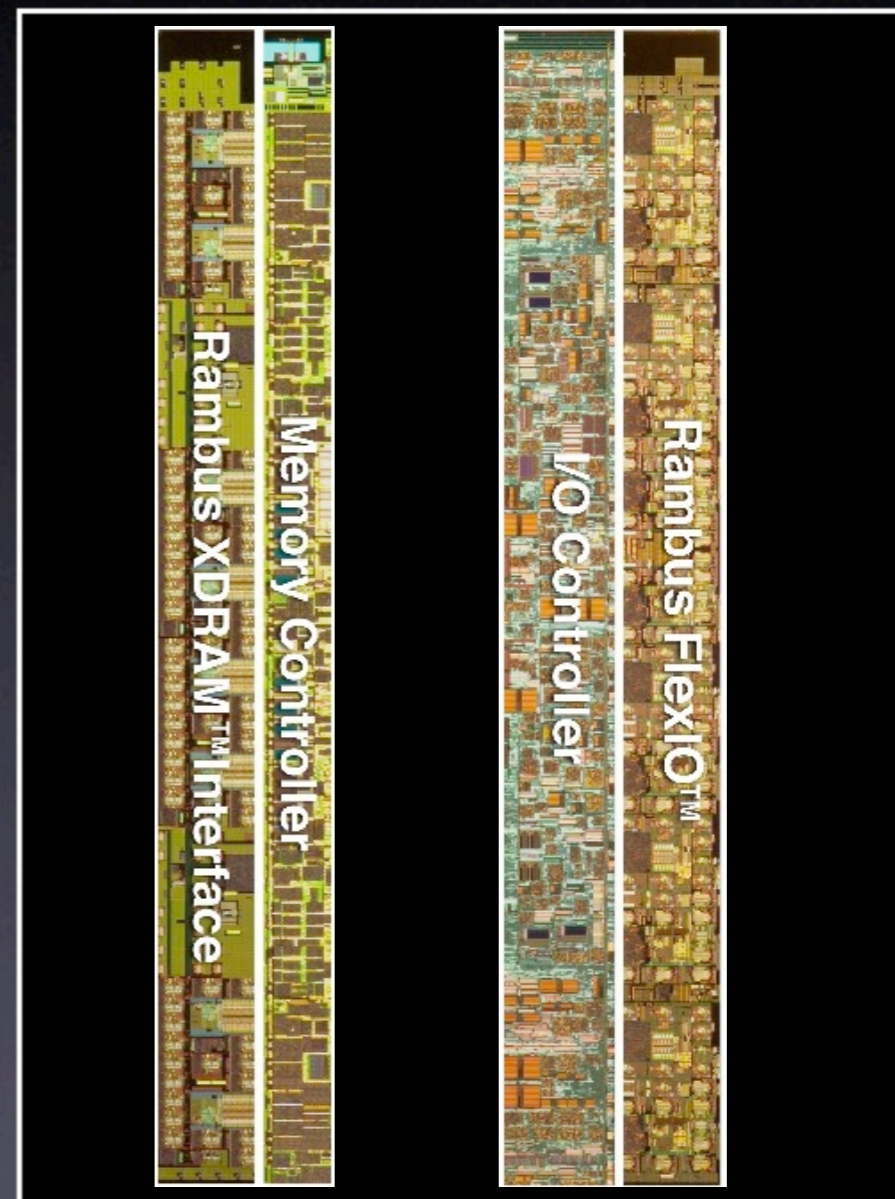 Rambus XDRAM™ Interface
Memory Controller
I/O Controller
Rambus FlexIO™